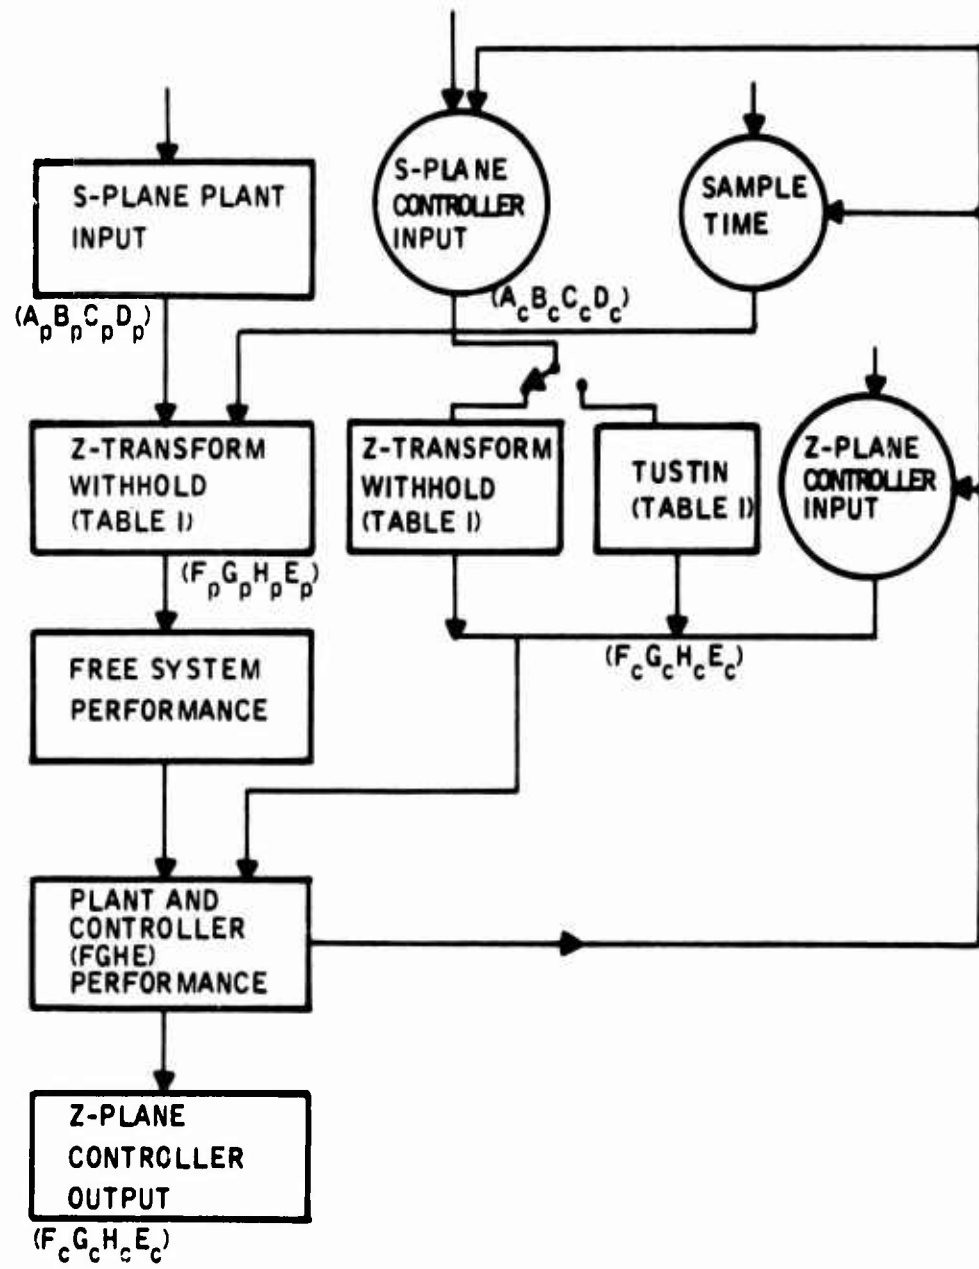 S-PLANE PLANT
INPUT
(ApBpCpDp)
S-PLANE
CONTROLLER
INPUT
(AcBcCcDc)
SAMPLE
TIME
Z-TRANSFORM
WITHHOLD
(TABLE I)
(FpGpHpEp)
Z-TRANSFORM
WITHHOLD
(TABLE I)
TUSTIN
(TABLE I)
Z-PLANE
CONTROLLER
INPUT
(FcGcHcEc)
FREE SYSTEM
PERFORMANCE
PLANT AND
CONTROLLER
(FGHE)
PERFORMANCE
Z-PLANE
CONTROLLER
OUTPUT
(FcGcHcEc)